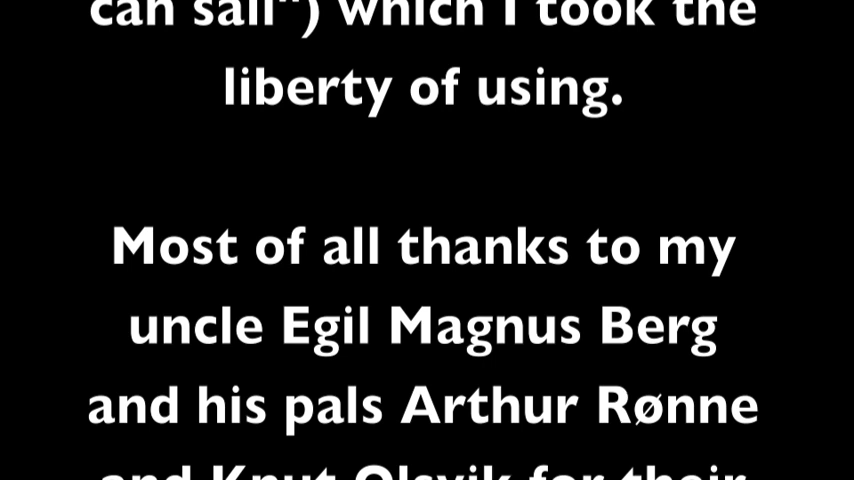 can sail") which I took the
liberty of using.
Most of all thanks to my
uncle Egil Magnus Berg
and his pals Arthur Rønne
and Knut Olsvik for their